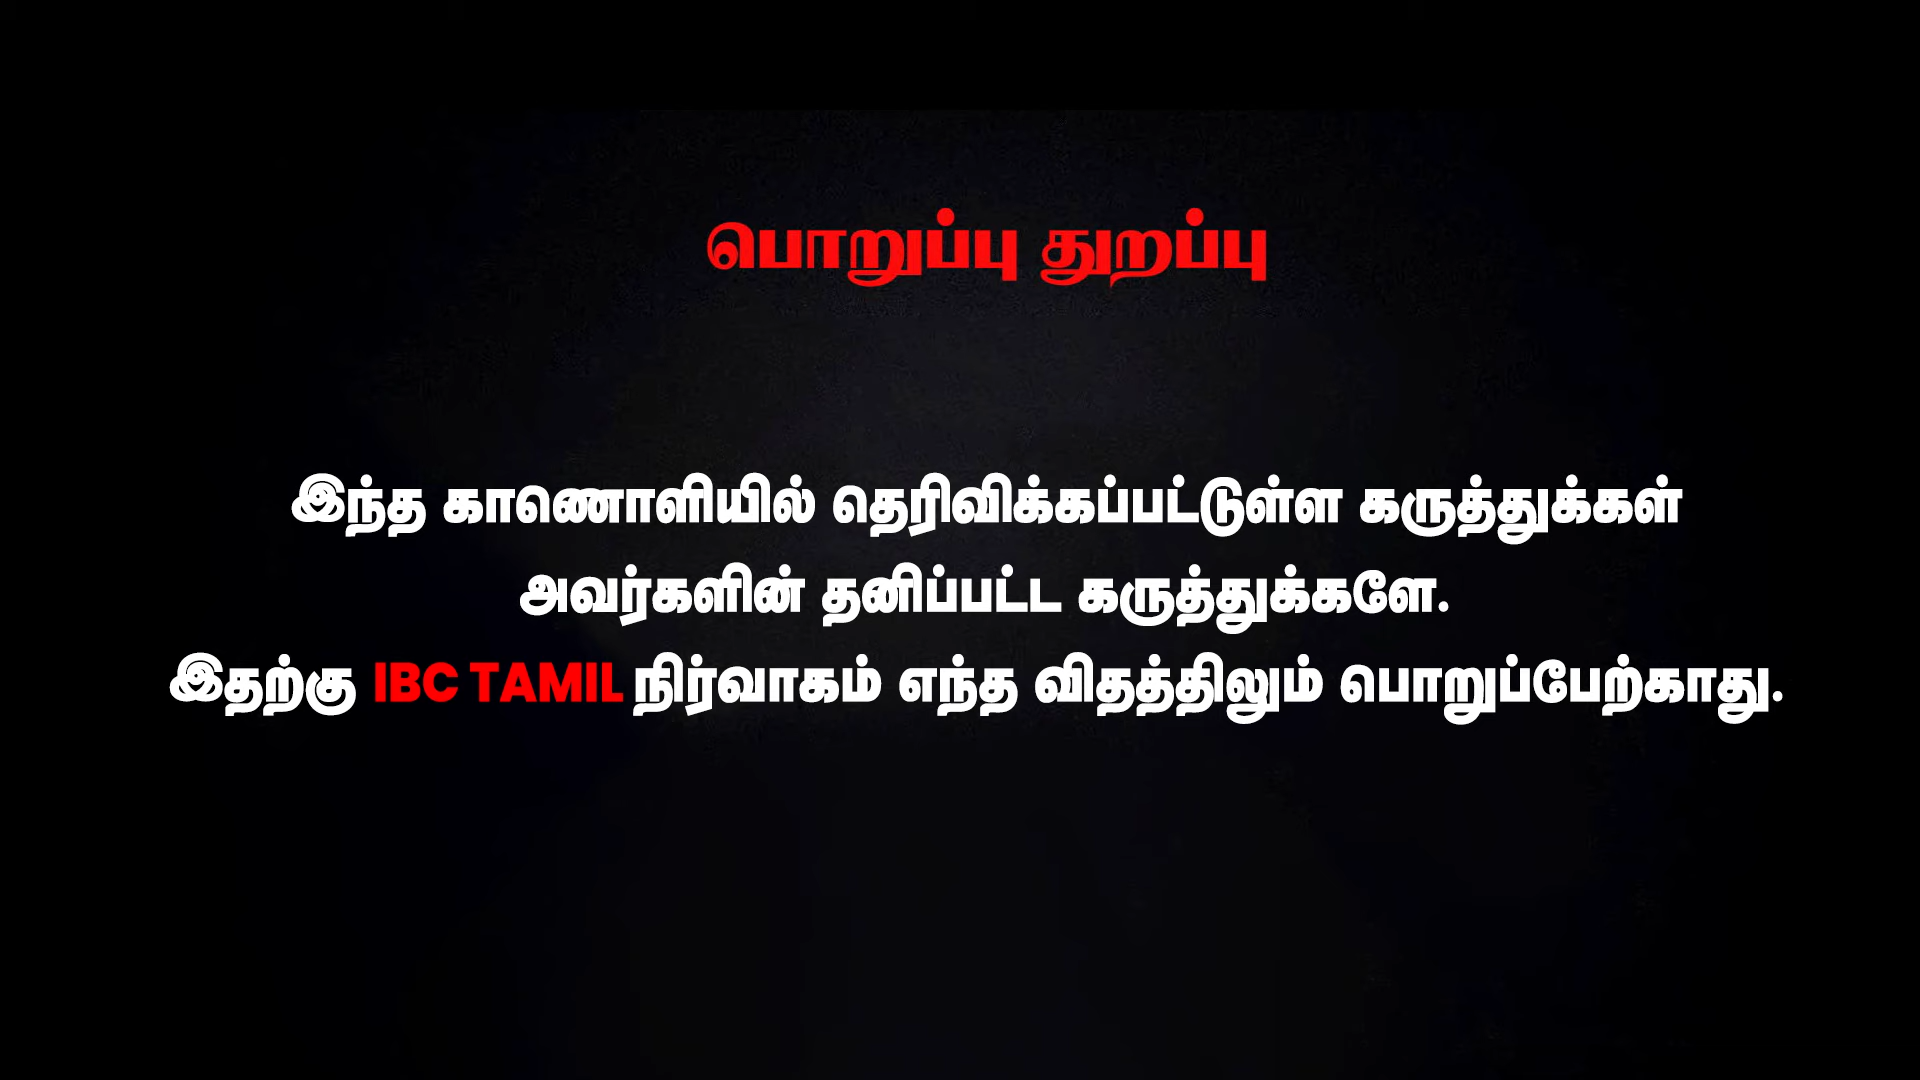 பொறுப்பு துறப்பு
இந்த காணொளியில் தெரிவிக்கப்பட்டுள்ள கருத்துக்கள்
அவர்களின் தனிப்பட்ட கருத்துக்களே.
இதற்கு IBC TAMIL நிர்வாகம் எந்த விதத்திலும் பொறுப்பேற்காது.